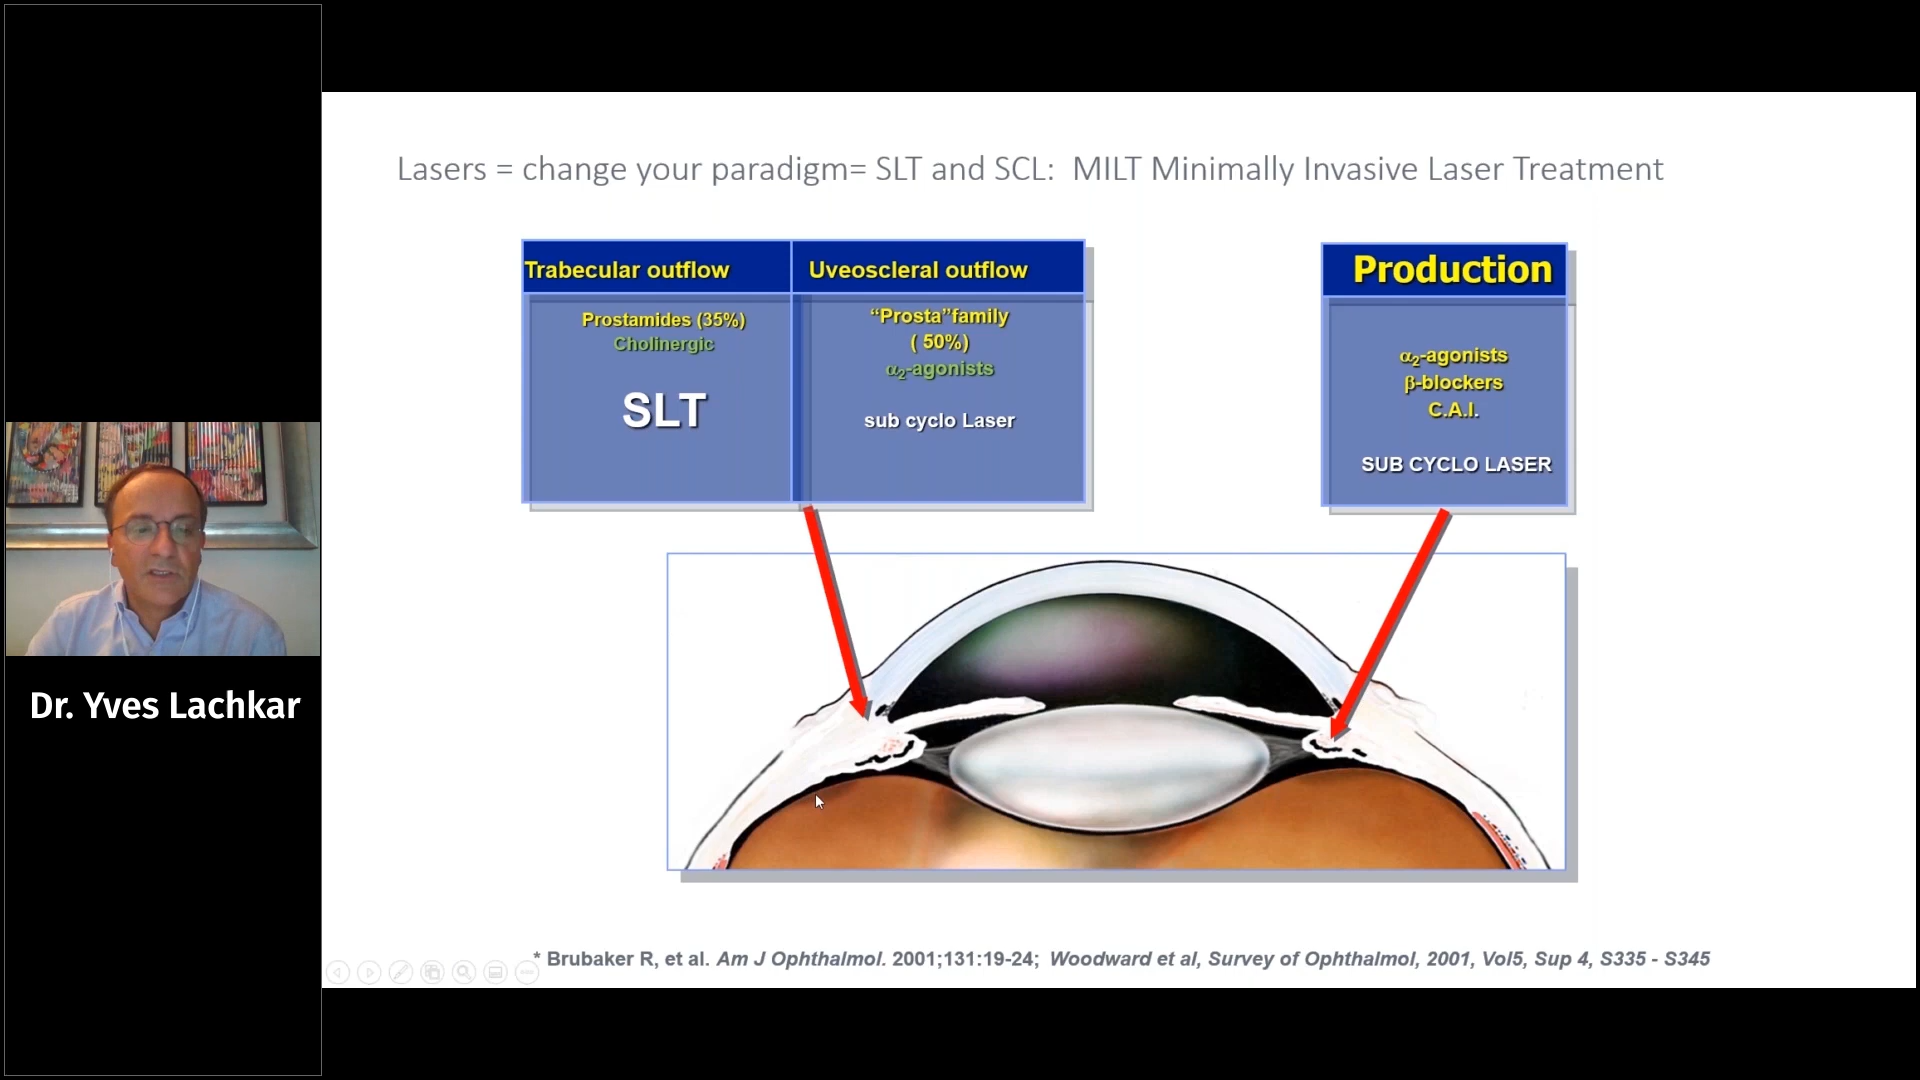 Lasers = change your paradigm= SLT and SCL:  MILT Minimally Invasive Laser Treatment
Trabecular outflow
Prostamides (35%)
Cholinergic
SLT
Uveoscleral outflow
“Prosta”family
( 50%)
α2-agonists
sub cyclo Laser
Production
α2-agonists
β-blockers
C.A.I.
SUB CYCLO LASER
Dr. Yves Lachkar
* Brubaker R, et al. Am J Ophthalmol. 2001;131:19-24;  Woodward et al, Survey of Ophthalmol, 2001, Vol5, Sup 4, S335 - S345